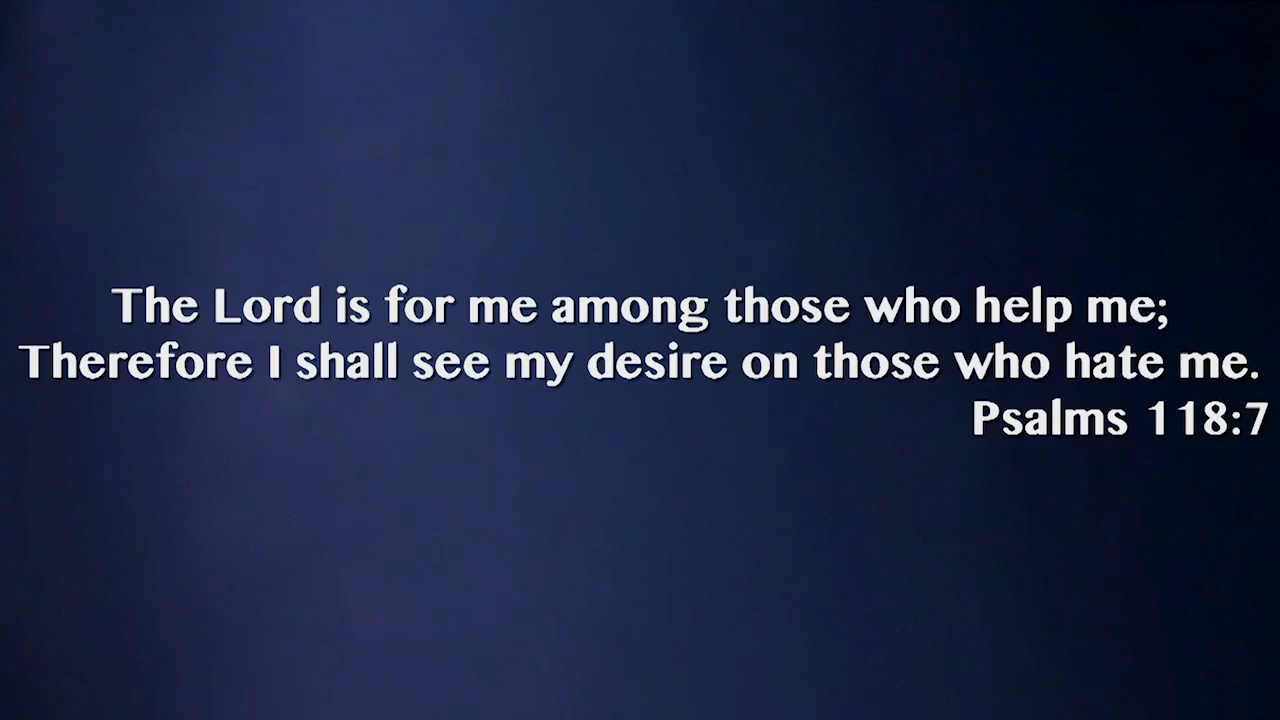 The Lord is for me among those who help me;
Therefore I shall see my desire on those who hate me.
Psalms 118:7